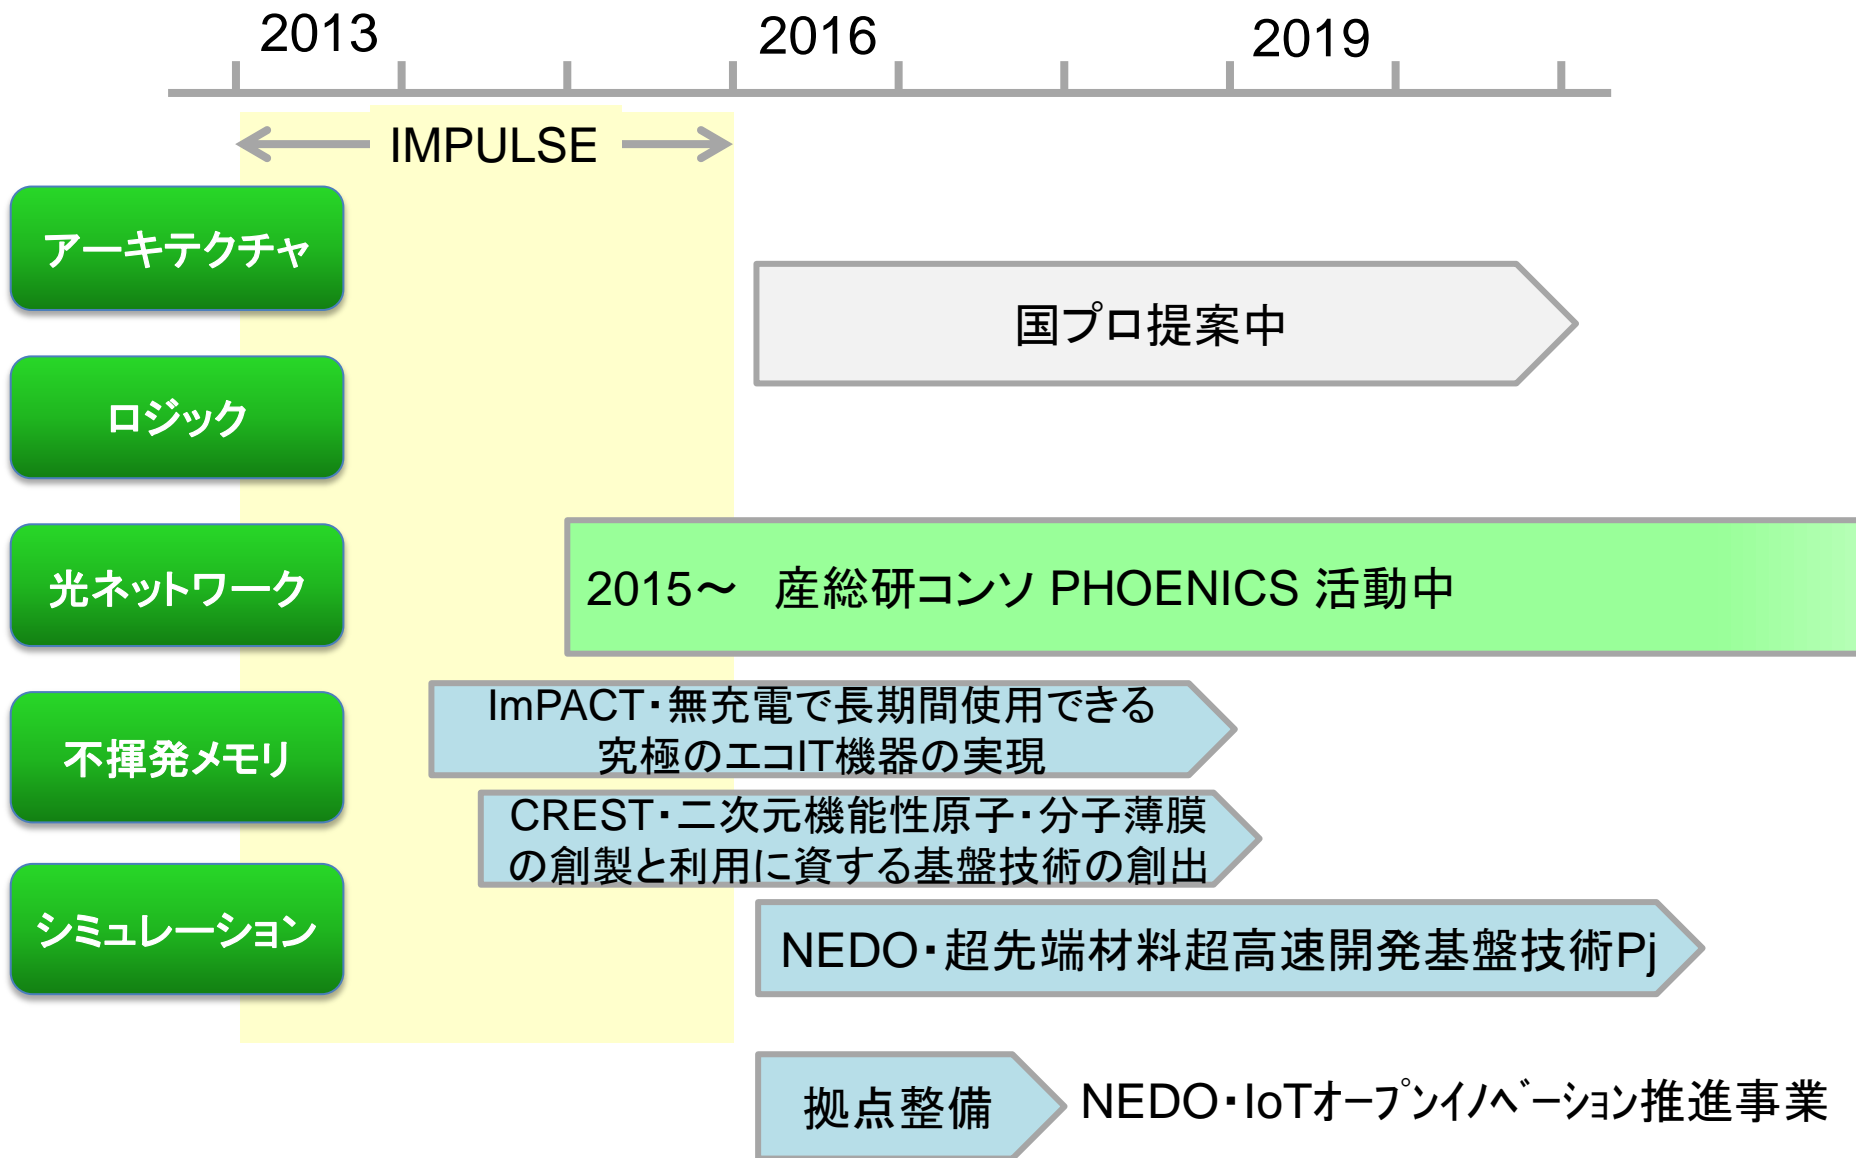 2013
2016
2019
IMPULSE
アーキテクチャ
国プロ提案中
ロジック
光ネットワーク
2015～　産総研コンソ PHOENICS 活動中
不揮発メモリ
ImPACT・無充電で長期間使用できる
究極のエコIT機器の実現
CREST・二次元機能性原子・分子薄膜
の創製と利用に資する基盤技術の創出
シミュレーション
NEDO・超先端材料超高速開発基盤技術Pj
拠点整備
NEDO・IoTｵｰﾌﾟﾝｲﾉﾍﾞｰｼｮﾝ推進事業